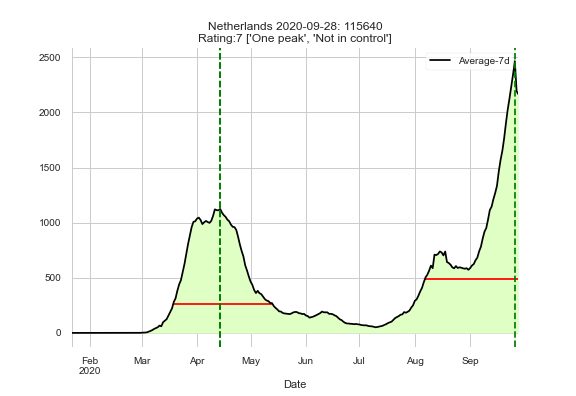 Netherlands 2020-09-28: 115640
Rating:7 ['One peak', 'Not in control']
Average-7d
2500
2000
1500
1000
500
0
Feb
2020
Mar
Apr
May
Jun
Jul
Aug
Sep
Date